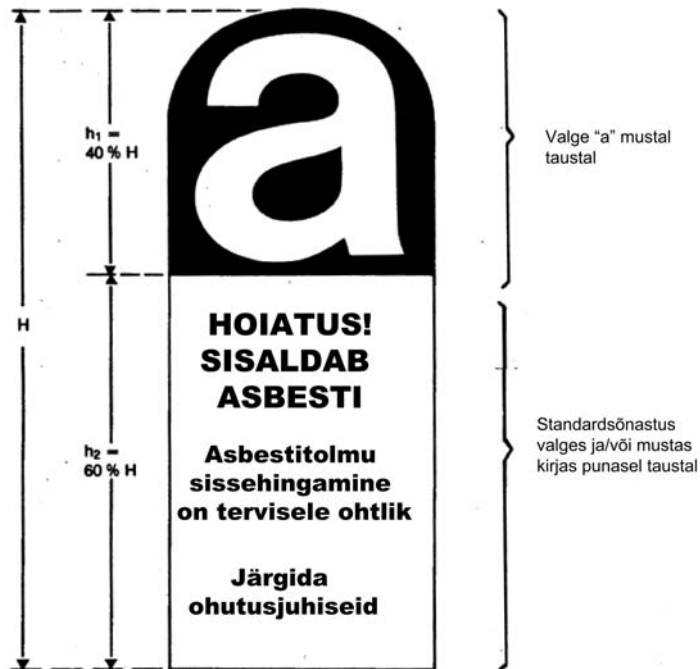 a
h₁ =
40 % H
Valge “a” mustal
taustal
H
HOIATUS!
SISALDAB
ASBESTI
Asbestitolmu
sissehingamine
on tervisele ohtlik
h₂ =
60 % H
Standardsõnastus
valges ja/või mustas
kirjas punasel taustal
Järgida
ohutusjuhiseid